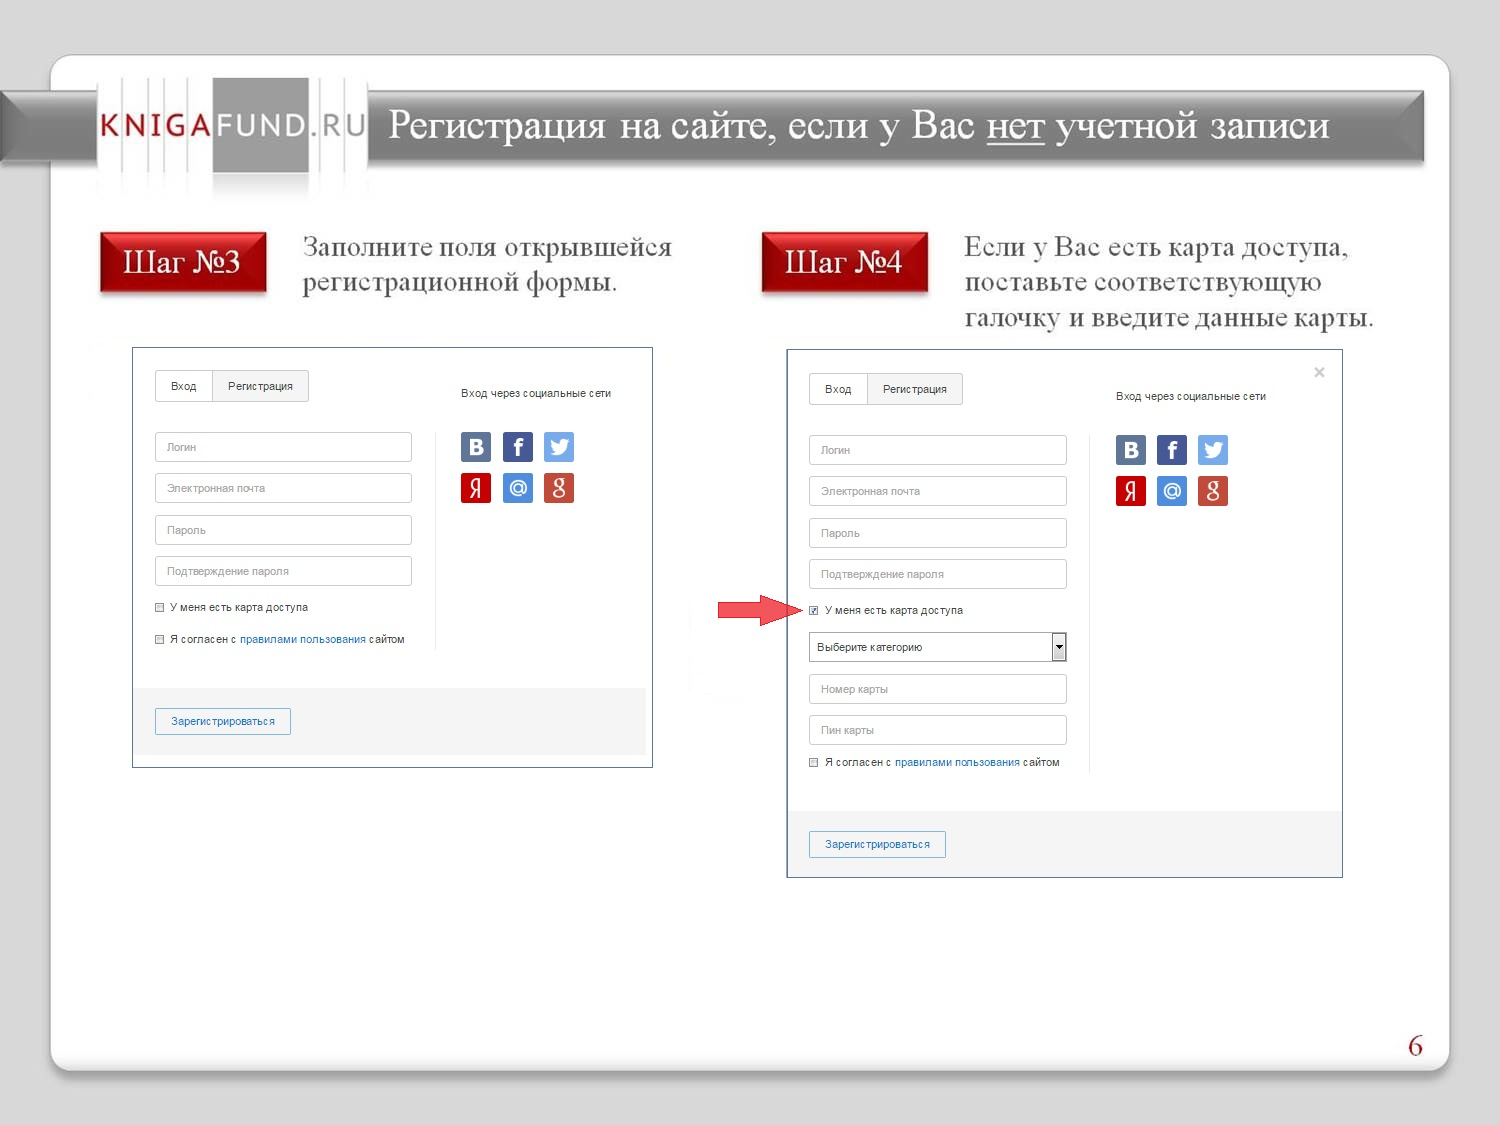 KNIGAFUND.RU
Регистрация на сайте, если у Вас нет учетной записи
Шаг №3
Заполните поля открывшейся
регистрационной формы.
Вход
Регистрация
Вход через социальные сети
Логин
Электронная почта
Пароль
Подтверждение пароля
У меня есть карта доступа
Я согласен с правилами пользования сайтом
Зарегистрироваться
Шаг №4
Если у Вас есть карта доступа,
поставьте соответствующую
галочку и введите данные карты.
Вход
Регистрация
Вход через социальные сети
Логин
Электронная почта
Пароль
Подтверждение пароля
У меня есть карта доступа
Выберите категорию
Номер карты
Пин карты
Я согласен с правилами пользования сайтом
Зарегистрироваться
6